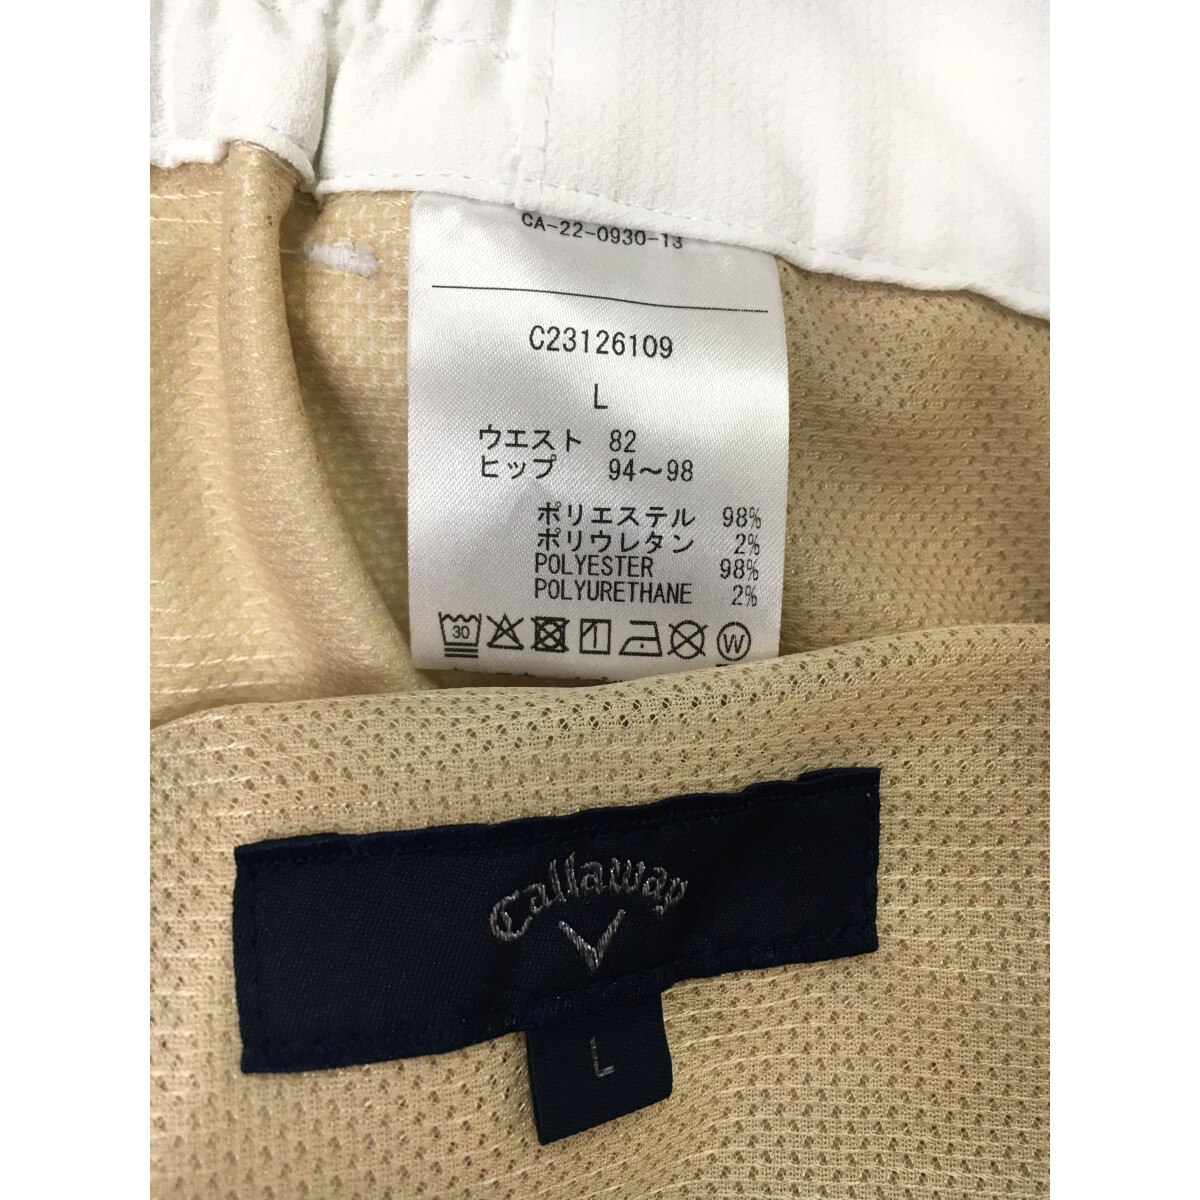 CA-22-0930-13
C23126109
L
ウエスト 82
ヒップ 94〜98
ポリエステル 98%
ポリウレタン 2%
POLYESTER 98%
POLYURETHANE 2%
30 W
Callaway
L